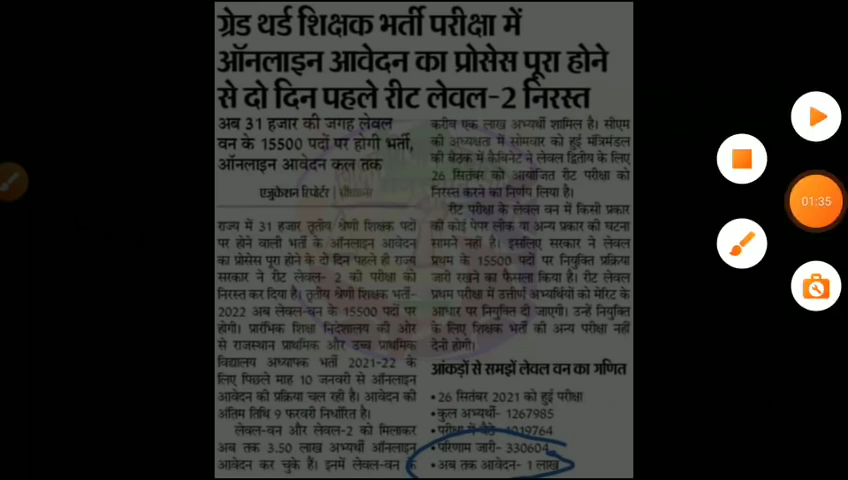 ग्रेड थर्ड शिक्षक भर्ती परीक्षा में
ऑनलाइन आवेदन का प्रोसेस पूरा होने
से दो दिन पहले रीट लेवल-2 निरस्त
अब 31 हजार की जगह लेवल
वन के 15500 पदों पर होगी भर्ती,
ऑनलाइन आवेदन कल तक
एजुकेशन रिपोर्टर |
राज्य में 31 हजार तृतीय श्रेणी शिक्षक पदों
पर होने वाली भर्ती के ऑनलाइन आवेदन
का प्रोसेस पूरा होने के दो दिन पहले ही राज्य
सरकार ने रीट लेवल- 2 की परीक्षा को
निरस्त कर दिया है। तृतीय श्रेणी शिक्षक भर्ती-
2022 अब लेवल-वन के 15500 पदों पर
होगी। प्रारंभिक शिक्षा निदेशालय की ओर
से राजस्थान प्राथमिक और उच्च प्राथमिक
विद्यालय अध्यापक भर्ती 2021-22 के
लिए पिछले माह 10 जनवरी से ऑनलाइन
आवेदन की प्रक्रिया चल रही है। आवेदन की
अंतिम तिथि 9 फरवरी निर्धारित है।
लेवल-वन और लेवल-2 को मिलाकर
अब तक 3.50 लाख अभ्यर्थी ऑनलाइन
आवेदन कर चुके हैं। इनमें लेवल-वन के
करीब एक लाख अभ्यर्थी शामिल है। सीएम
की अध्यक्षता में सोमवार को हुई मंत्रिमंडल
की बैठक में कैबिनेट ने लेवल द्वितीय के लिए
26 सितंबर को आयोजित रीट परीक्षा को
निरस्त करने का निर्णय लिया है।
रीट परीक्षा के लेवल वन में किसी प्रकार
की कोई पेपर लीक या अन्य प्रकार की घटना
सामने नहीं है। इसलिए सरकार ने लेवल
प्रथम के 15500 पदों पर नियुक्ति प्रक्रिया
जारी रखने का फैसला किया है। रीट लेवल
प्रथम परीक्षा में उत्तीर्ण अभ्यर्थियों को मेरिट के
आधार पर नियुक्ति दी जाएगी। उन्हें नियुक्ति
के लिए शिक्षक भर्ती की अन्य परीक्षा नहीं
देनी होगी।
आंकड़ों से समझें लेवल वन का गणित
• 26 सितंबर 2021 को हुई परीक्षा
• कुल अभ्यर्थी- 1267985
• परीक्षा में बैठे- 1019764
• परिणाम जारी- 330604
• अब तक आवेदन- 1 लाख
01:35